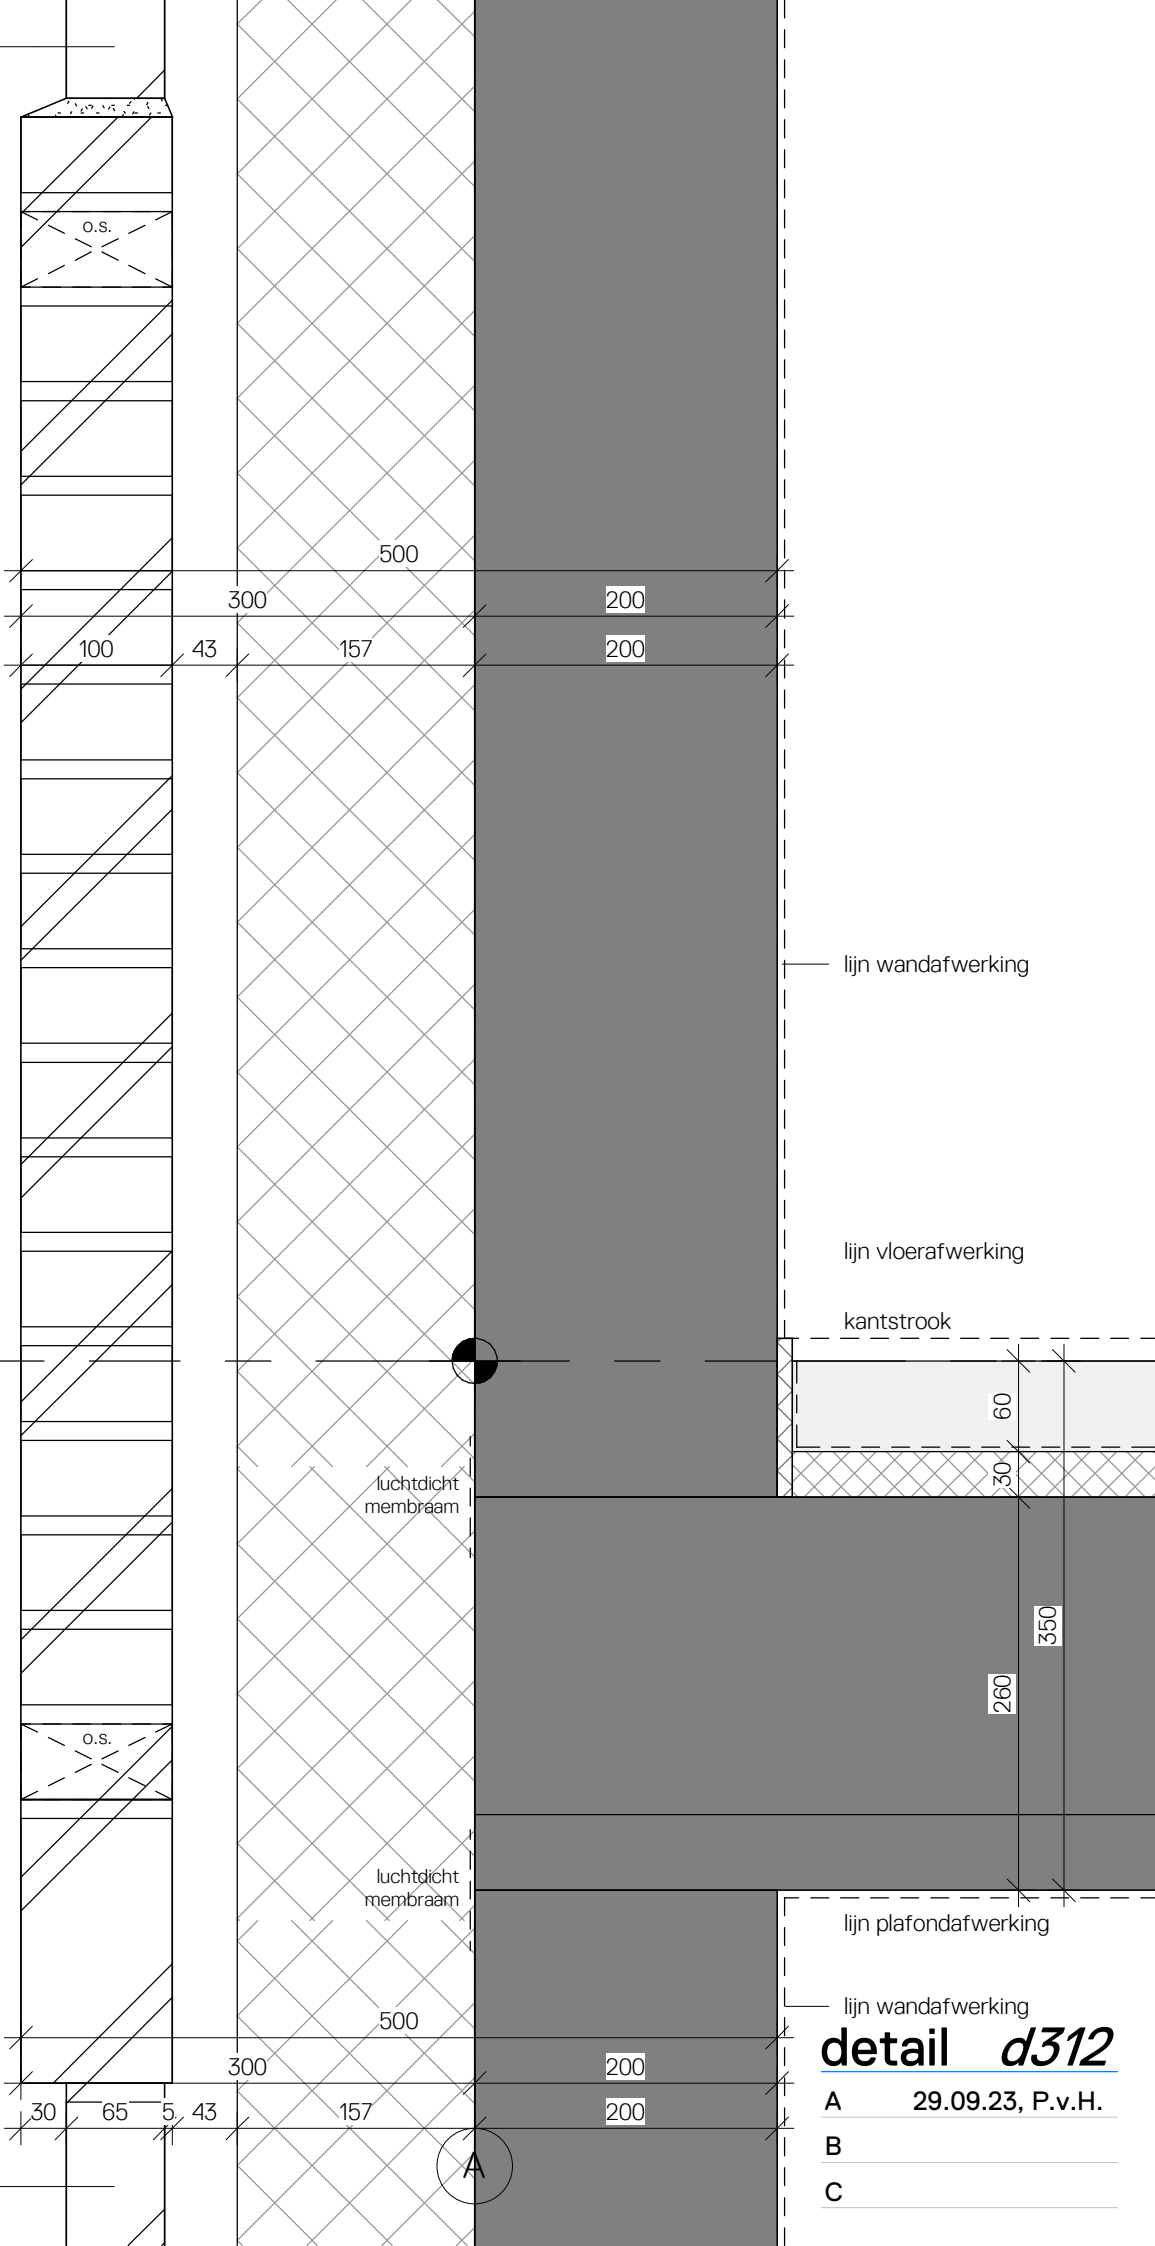 o.s.
500
300
200
100
43
157
200
lijn wandafwerking
lijn vloerafwerking
kantstrook
60
30
luchtdicht
membraam
350
260
o.s.
luchtdicht
membraam
lijn plafondafwerking
lijn wandafwerking
500
300
200
detail d312
A 29.09.23, P.v.H.
B
C
30
65
5
43
157
200
A